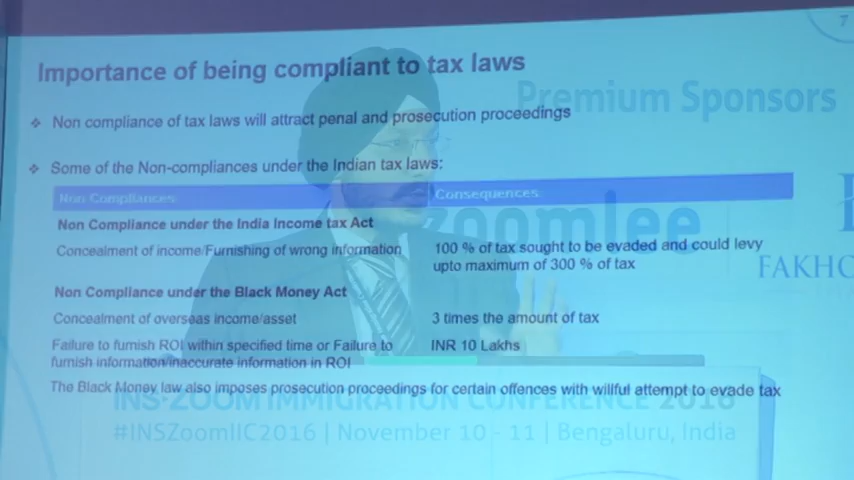 7
Importance of being compliant to tax laws
Premium Sponsors
Non compliance of tax laws will attract penal and prosecution proceedings
Some of the Non-compliances under the Indian tax laws:
Non Compliances Consequences
Non Compliance under the India Income tax Act
zoomlee
Concealment of income/Furnishing of wrong information 100 % of tax sought to be evaded and could levy
upto maximum of 300 % of tax
FAKHO
Non Compliance under the Black Money Act
Concealment of overseas income/asset 3 times the amount of tax
Failure to furnish ROI within specified time or Failure to INR 10 Lakhs
furnish information/inaccurate information in ROI
The Black Money law also imposes prosecution proceedings for certain offences with willful attempt to evade tax
INSZOOM IMMIGRATION CONFERENCE 2016
#INSZoomIIC2016 | November 10 - 11 | Bengaluru, India